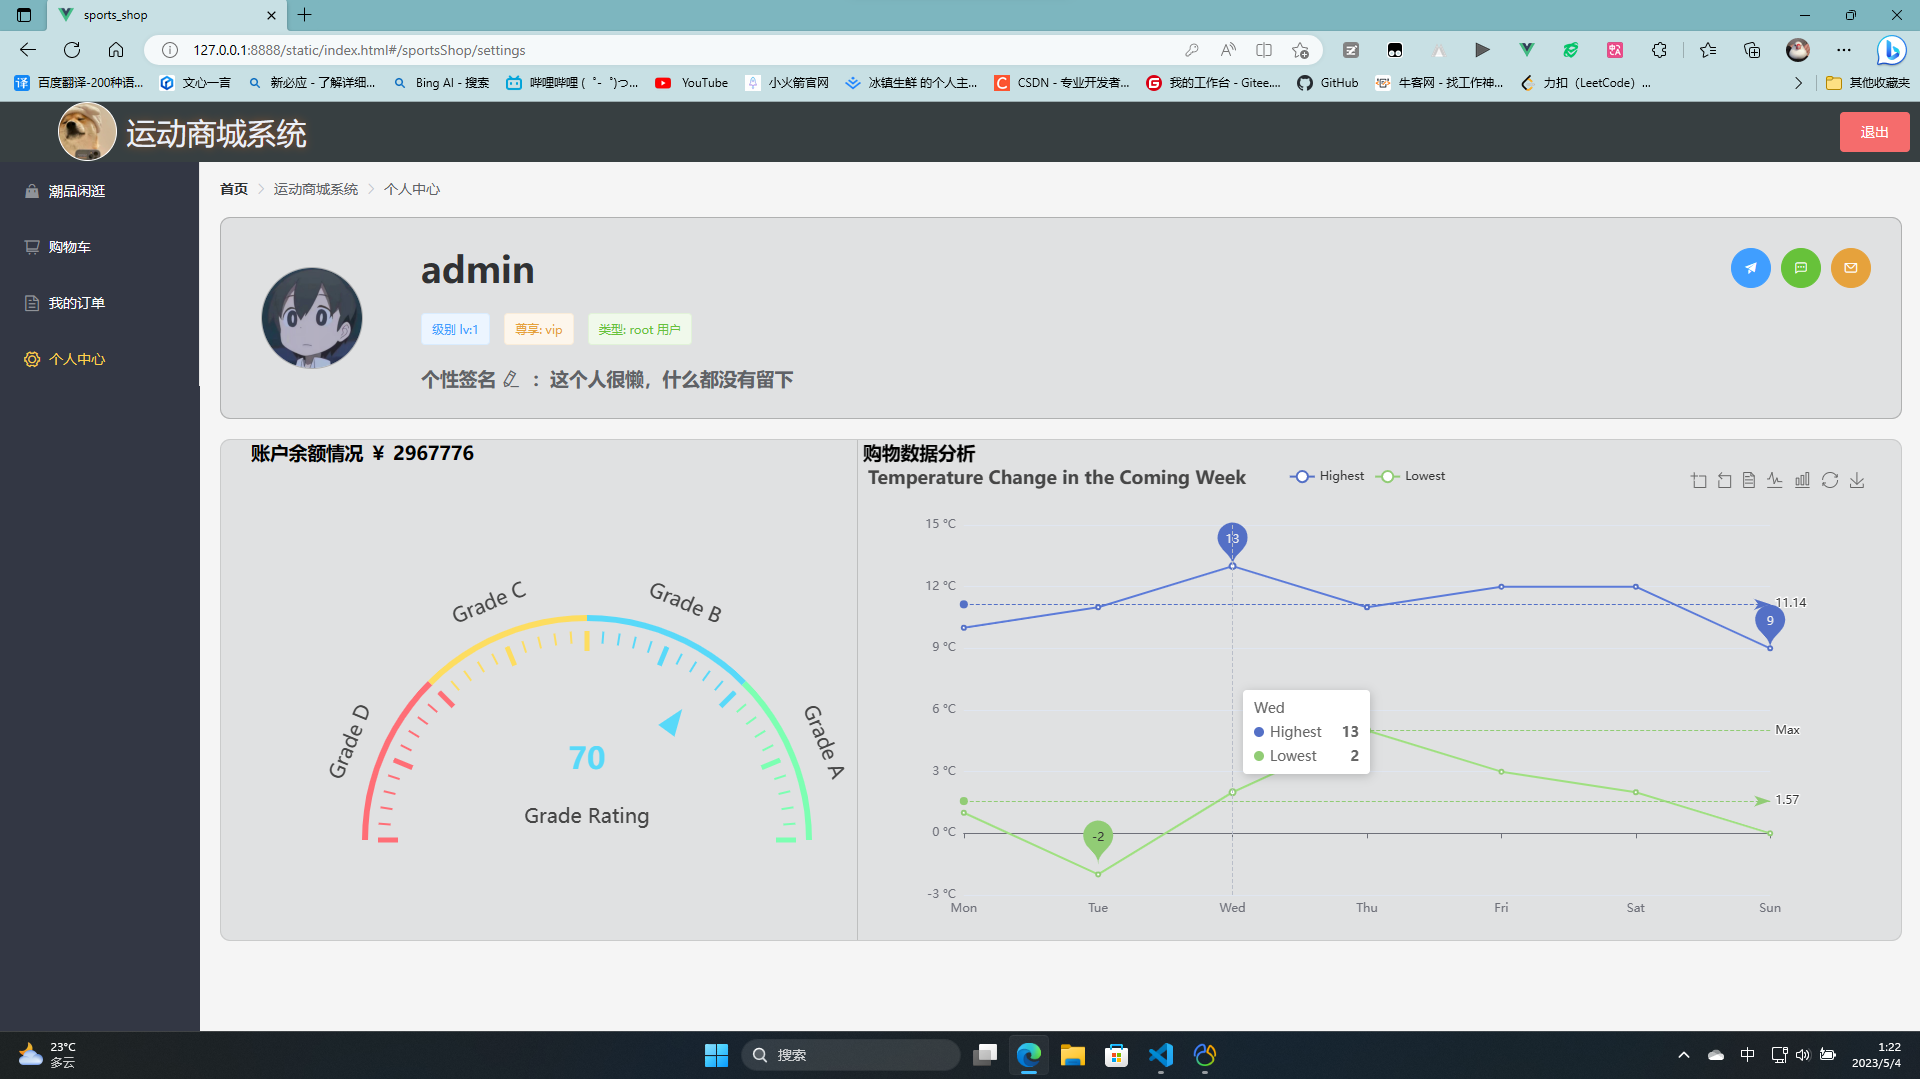 sports_shop
127.0.0.1:8888/static/index.html#/sportsShop/settings
百度翻译-200种语... 文心一言 新必应 - 了解详细... Bing AI - 搜索 哔哩哔哩 (゜-゜)つ... YouTube 小火箭官网 冰镇生鲜 的个人主... CSDN - 专业开发者... 我的工作台 - Gitee.... GitHub 牛客网 - 找工作神... 力扣（LeetCode）... 其他收藏夹
运动商城系统
退出
潮品闲逛
购物车
我的订单
个人中心
首页 > 运动商城系统 > 个人中心
admin
级别 lv:1
尊享: vip
类型: root 用户
个性签名 ：这个人很懒，什么都没有留下
账户余额情况 ¥ 2967776
Grade D
Grade C
Grade B
Grade A
70
Grade Rating
购物数据分析
Temperature Change in the Coming Week
Highest
Lowest
15 °C
12 °C
9 °C
6 °C
3 °C
0 °C
-3 °C
13
11.14
9
Max
1.57
-2
Wed
Highest 13
Lowest 2
Mon Tue Wed Thu Fri Sat Sun
23°C
多云
搜索
中
1:22
2023/5/4